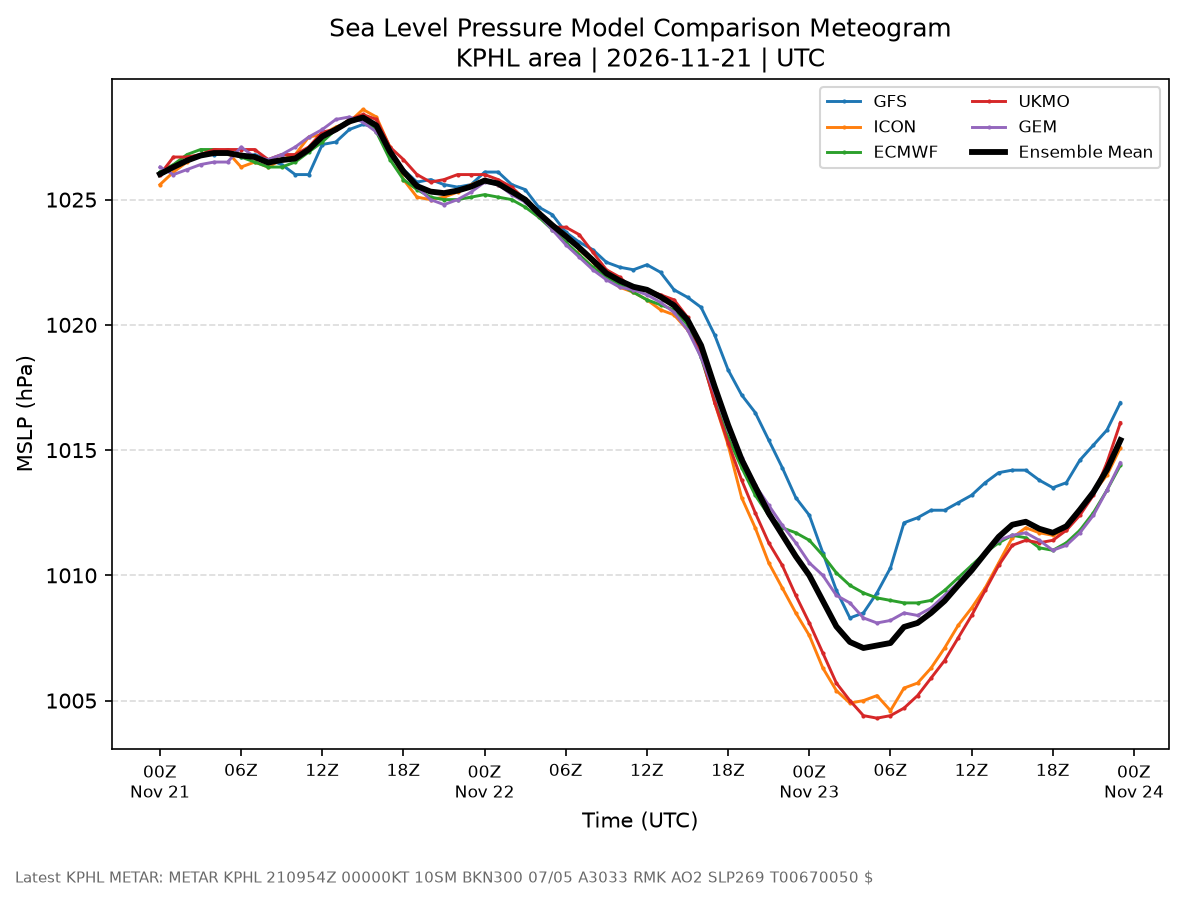 Sea Level Pressure Model Comparison Meteogram
KPHL area | 2026-11-21 | UTC
GFS
ICON
ECMWF
UKMO
GEM
Ensemble Mean
MSLP (hPa)
1025
1020
1015
1010
1005
00Z 06Z 12Z 18Z 00Z 06Z 12Z 18Z 00Z 06Z 12Z 18Z 00Z
Nov 21 Nov 22 Nov 23 Nov 24
Time (UTC)
Latest KPHL METAR: METAR KPHL 210954Z 00000KT 10SM BKN300 07/05 A3033 RMK AO2 SLP269 T00670050 $